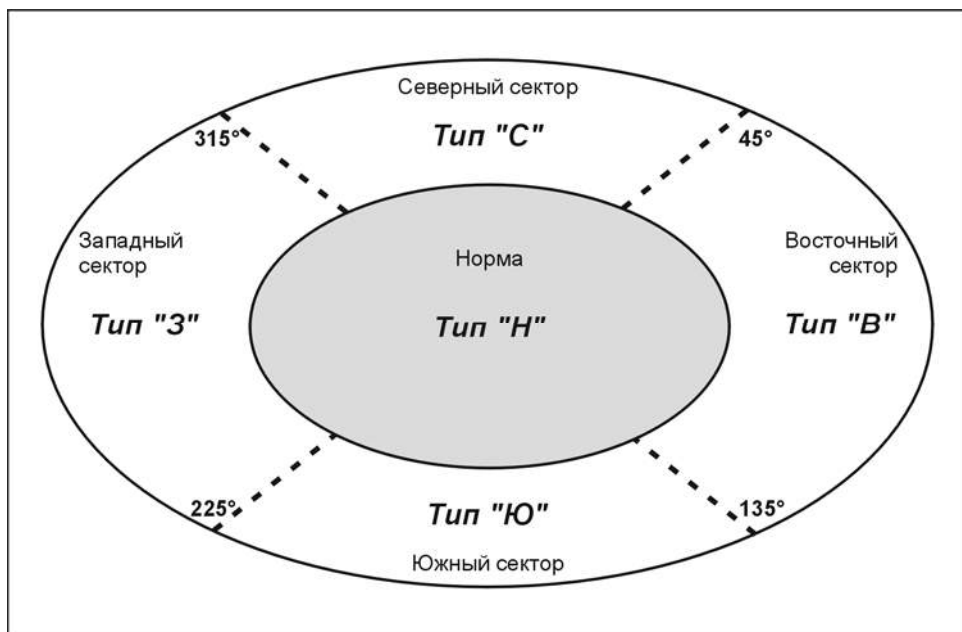 Северный сектор
Тип "С"
315°
45°
Западный
сектор
Тип "З"
Норма
Тип "Н"
Восточный
сектор
Тип "В"
225°
135°
Тип "Ю"
Южный сектор